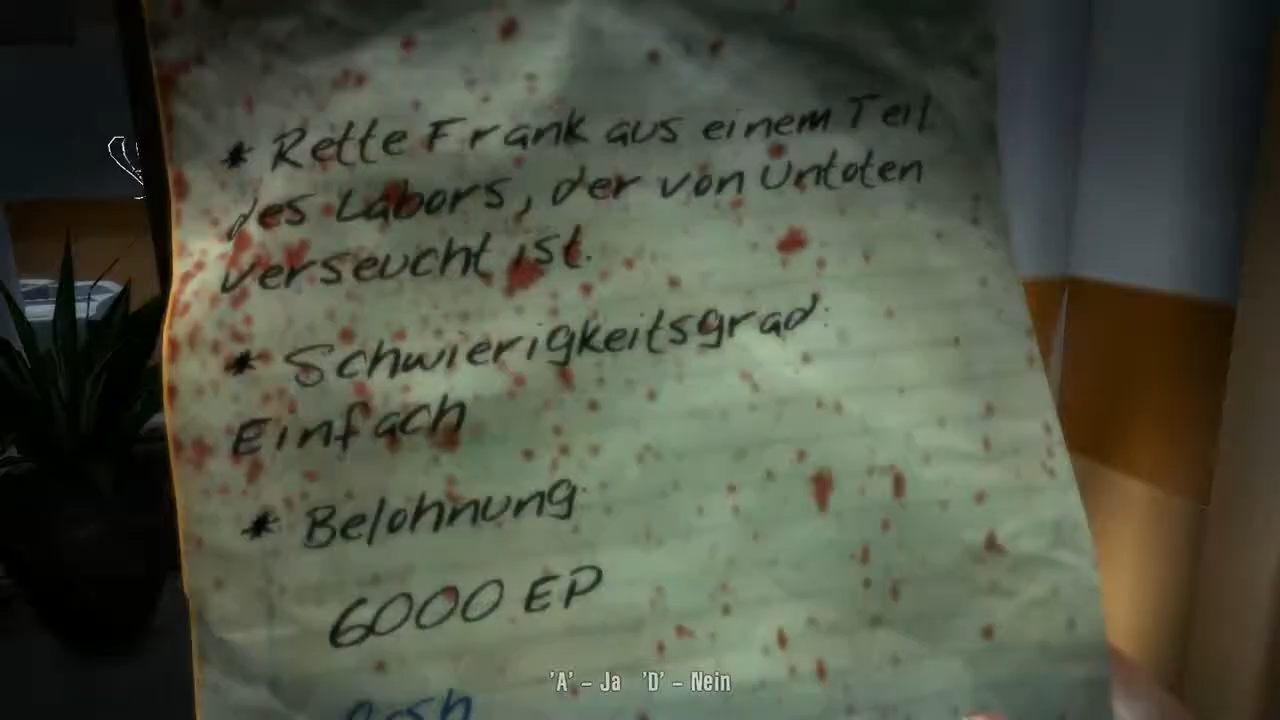 * Rette Frank aus einem Teil
des Labors, der von Untoten
verseucht ist.
* Schwierigkeitsgrad:
Einfach
* Belohnung:
6000 EP
'A' – Ja 'D' – Nein